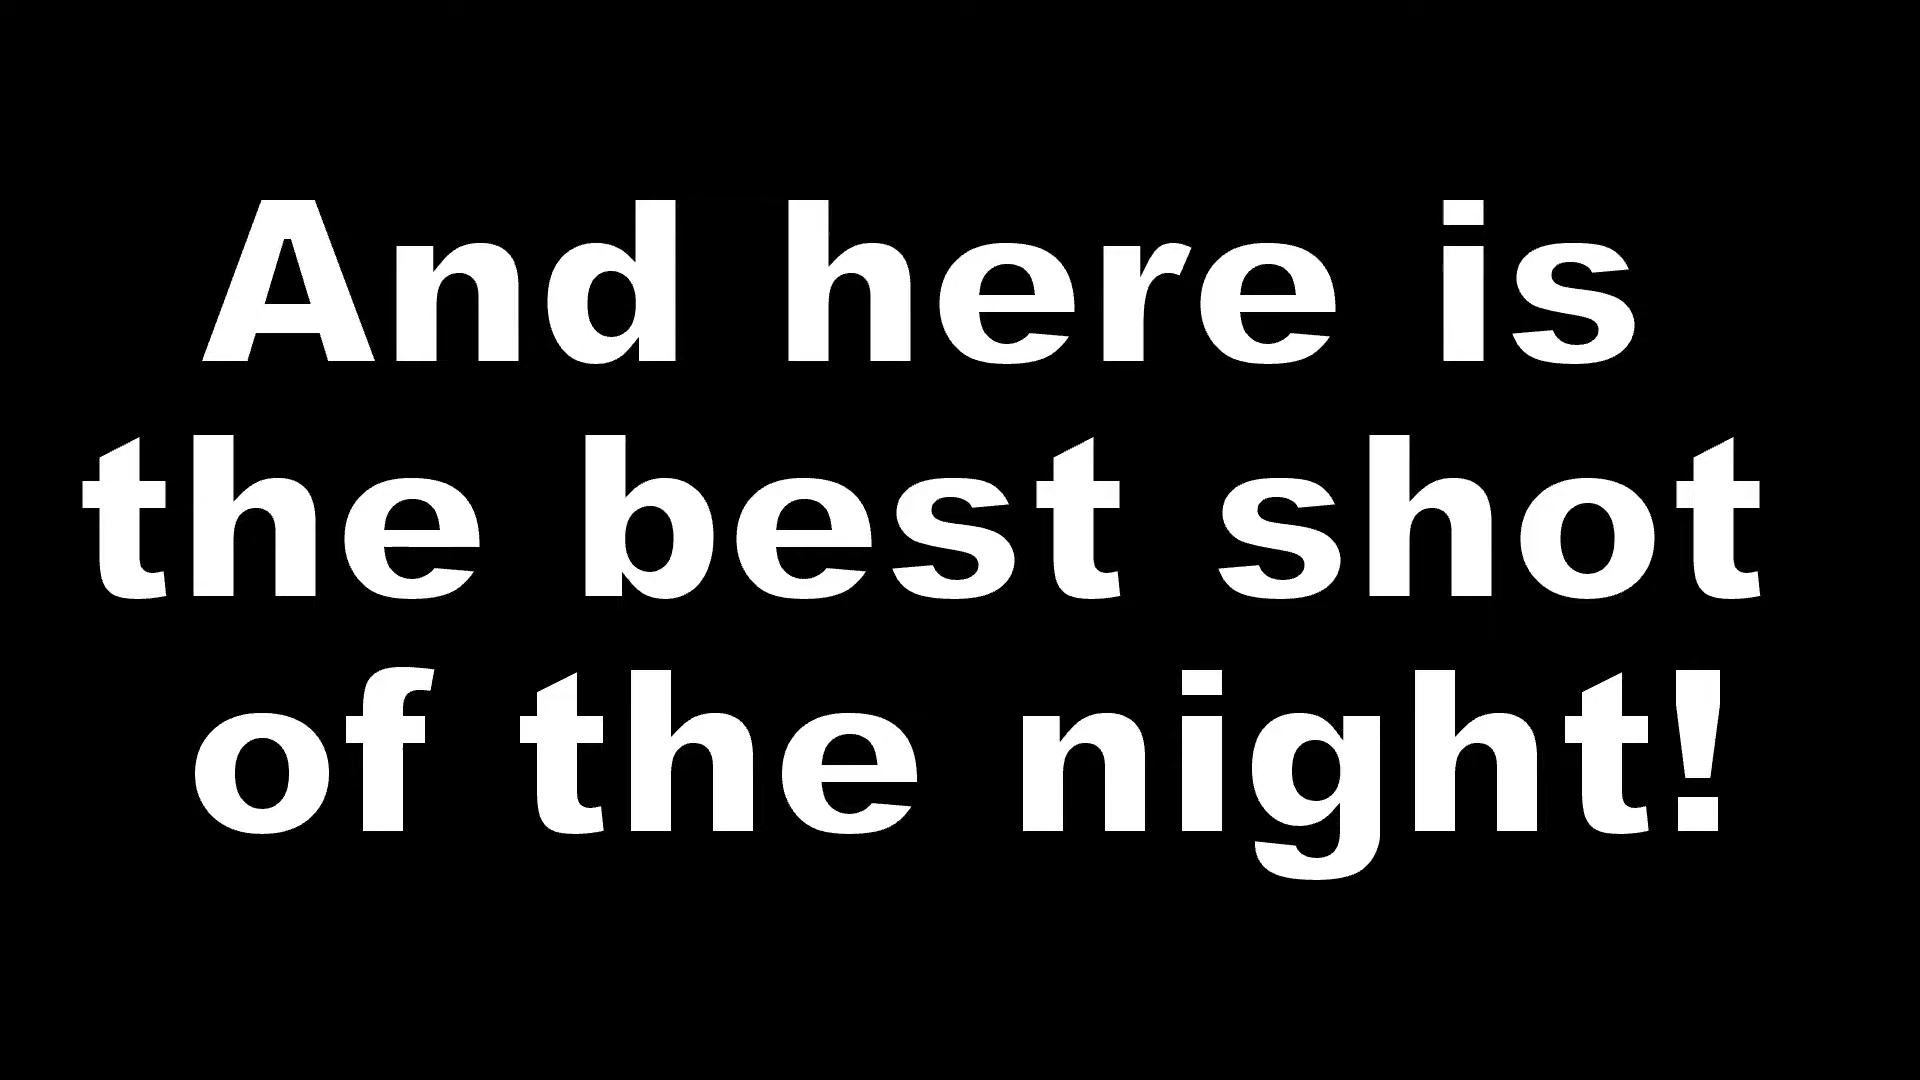 And here is
the best shot
of the night!